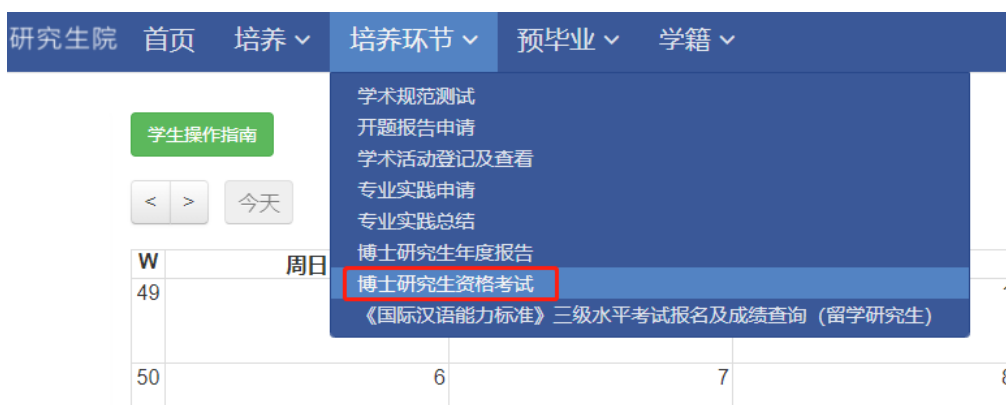 研究生院 首页 培养 培养环节 预毕业 学籍
学术规范测试
学生操作指南
开题报告申请
学术活动登记及查看
< > 今天
专业实践申请
专业实践总结
博士研究生年度报告
W 周日
博士研究生资格考试
49
《国际汉语能力标准》三级水平考试报名及成绩查询（留学研究生）
50 6 7